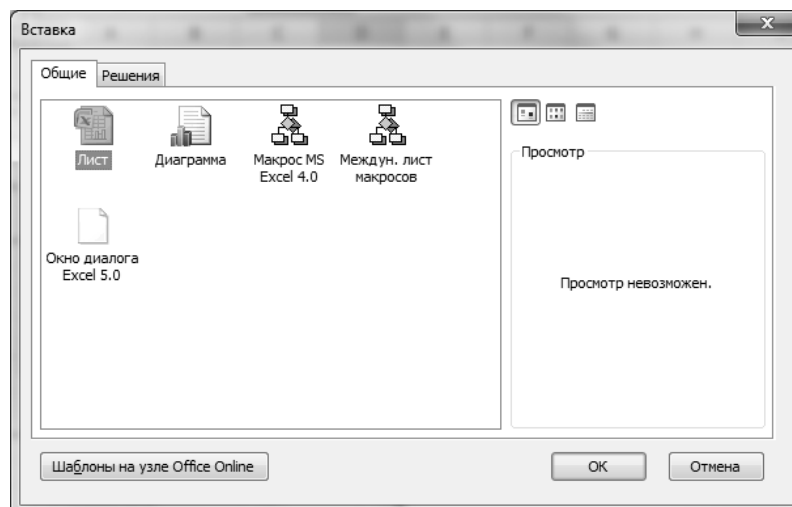 Вставка
Общие
Решения
Лист
Диаграмма
Макрос MS
Excel 4.0
Междун. лист
макросов
Окно диалога
Excel 5.0
Просмотр
Просмотр невозможен.
Шаблоны на узле Office Online
ОК
Отмена